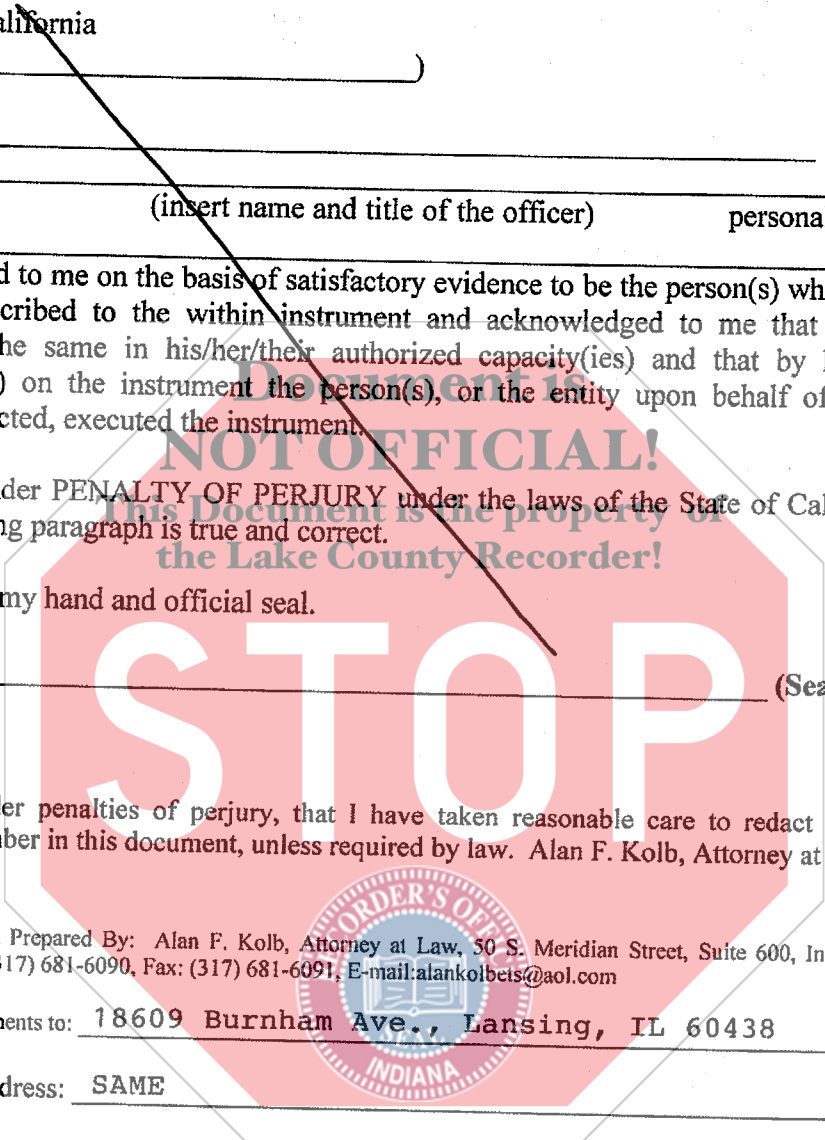 alifornia
)
(insert name and title of the officer) persona
d to me on the basis of satisfactory evidence to be the person(s) wh
cribed to the within instrument and acknowledged to me that
he same in his/her/their authorized capacity(ies) and that by
) on the instrument the person(s), or the entity upon behalf of
cted, executed the instrument.
Document is
NOT OFFICIAL!
This Document is the property of
the Lake County Recorder!
der PENALTY OF PERJURY under the laws of the State of Cal
ng paragraph is true and correct.
my hand and official seal.
(Sea
STOP
er penalties of perjury, that I have taken reasonable care to redact
ber in this document, unless required by law. Alan F. Kolb, Attorney at
Prepared By: Alan F. Kolb, Attorney at Law, 50 S. Meridian Street, Suite 600, In
17) 681-6090, Fax: (317) 681-6091, E-mail:alankolbets@aol.com
RECORDER'S OFFICE
SEAL
INDIANA
ents to: 18609 Burnham Ave., Lansing, IL 60438
dress: SAME